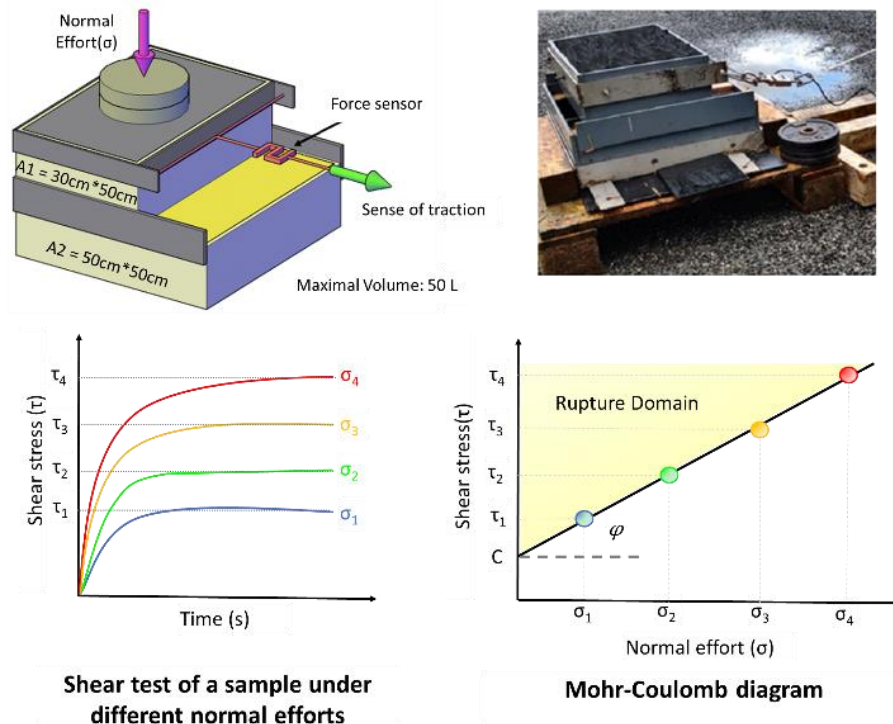 Normal
Effort(σ)
Force sensor
A1 = 30cm*50cm
Sense of traction
A2 = 50cm*50cm
Maximal Volume: 50 L
τ4
σ4
τ3
σ3
τ2
σ2
τ1
σ1
Shear stress (τ)
Time (s)
Shear test of a sample under
different normal efforts
τ4
Rupture Domain
τ3
τ2
τ1
φ
C
Shear stress(τ)
σ1
σ2
σ3
σ4
Normal effort (σ)
Mohr-Coulomb diagram